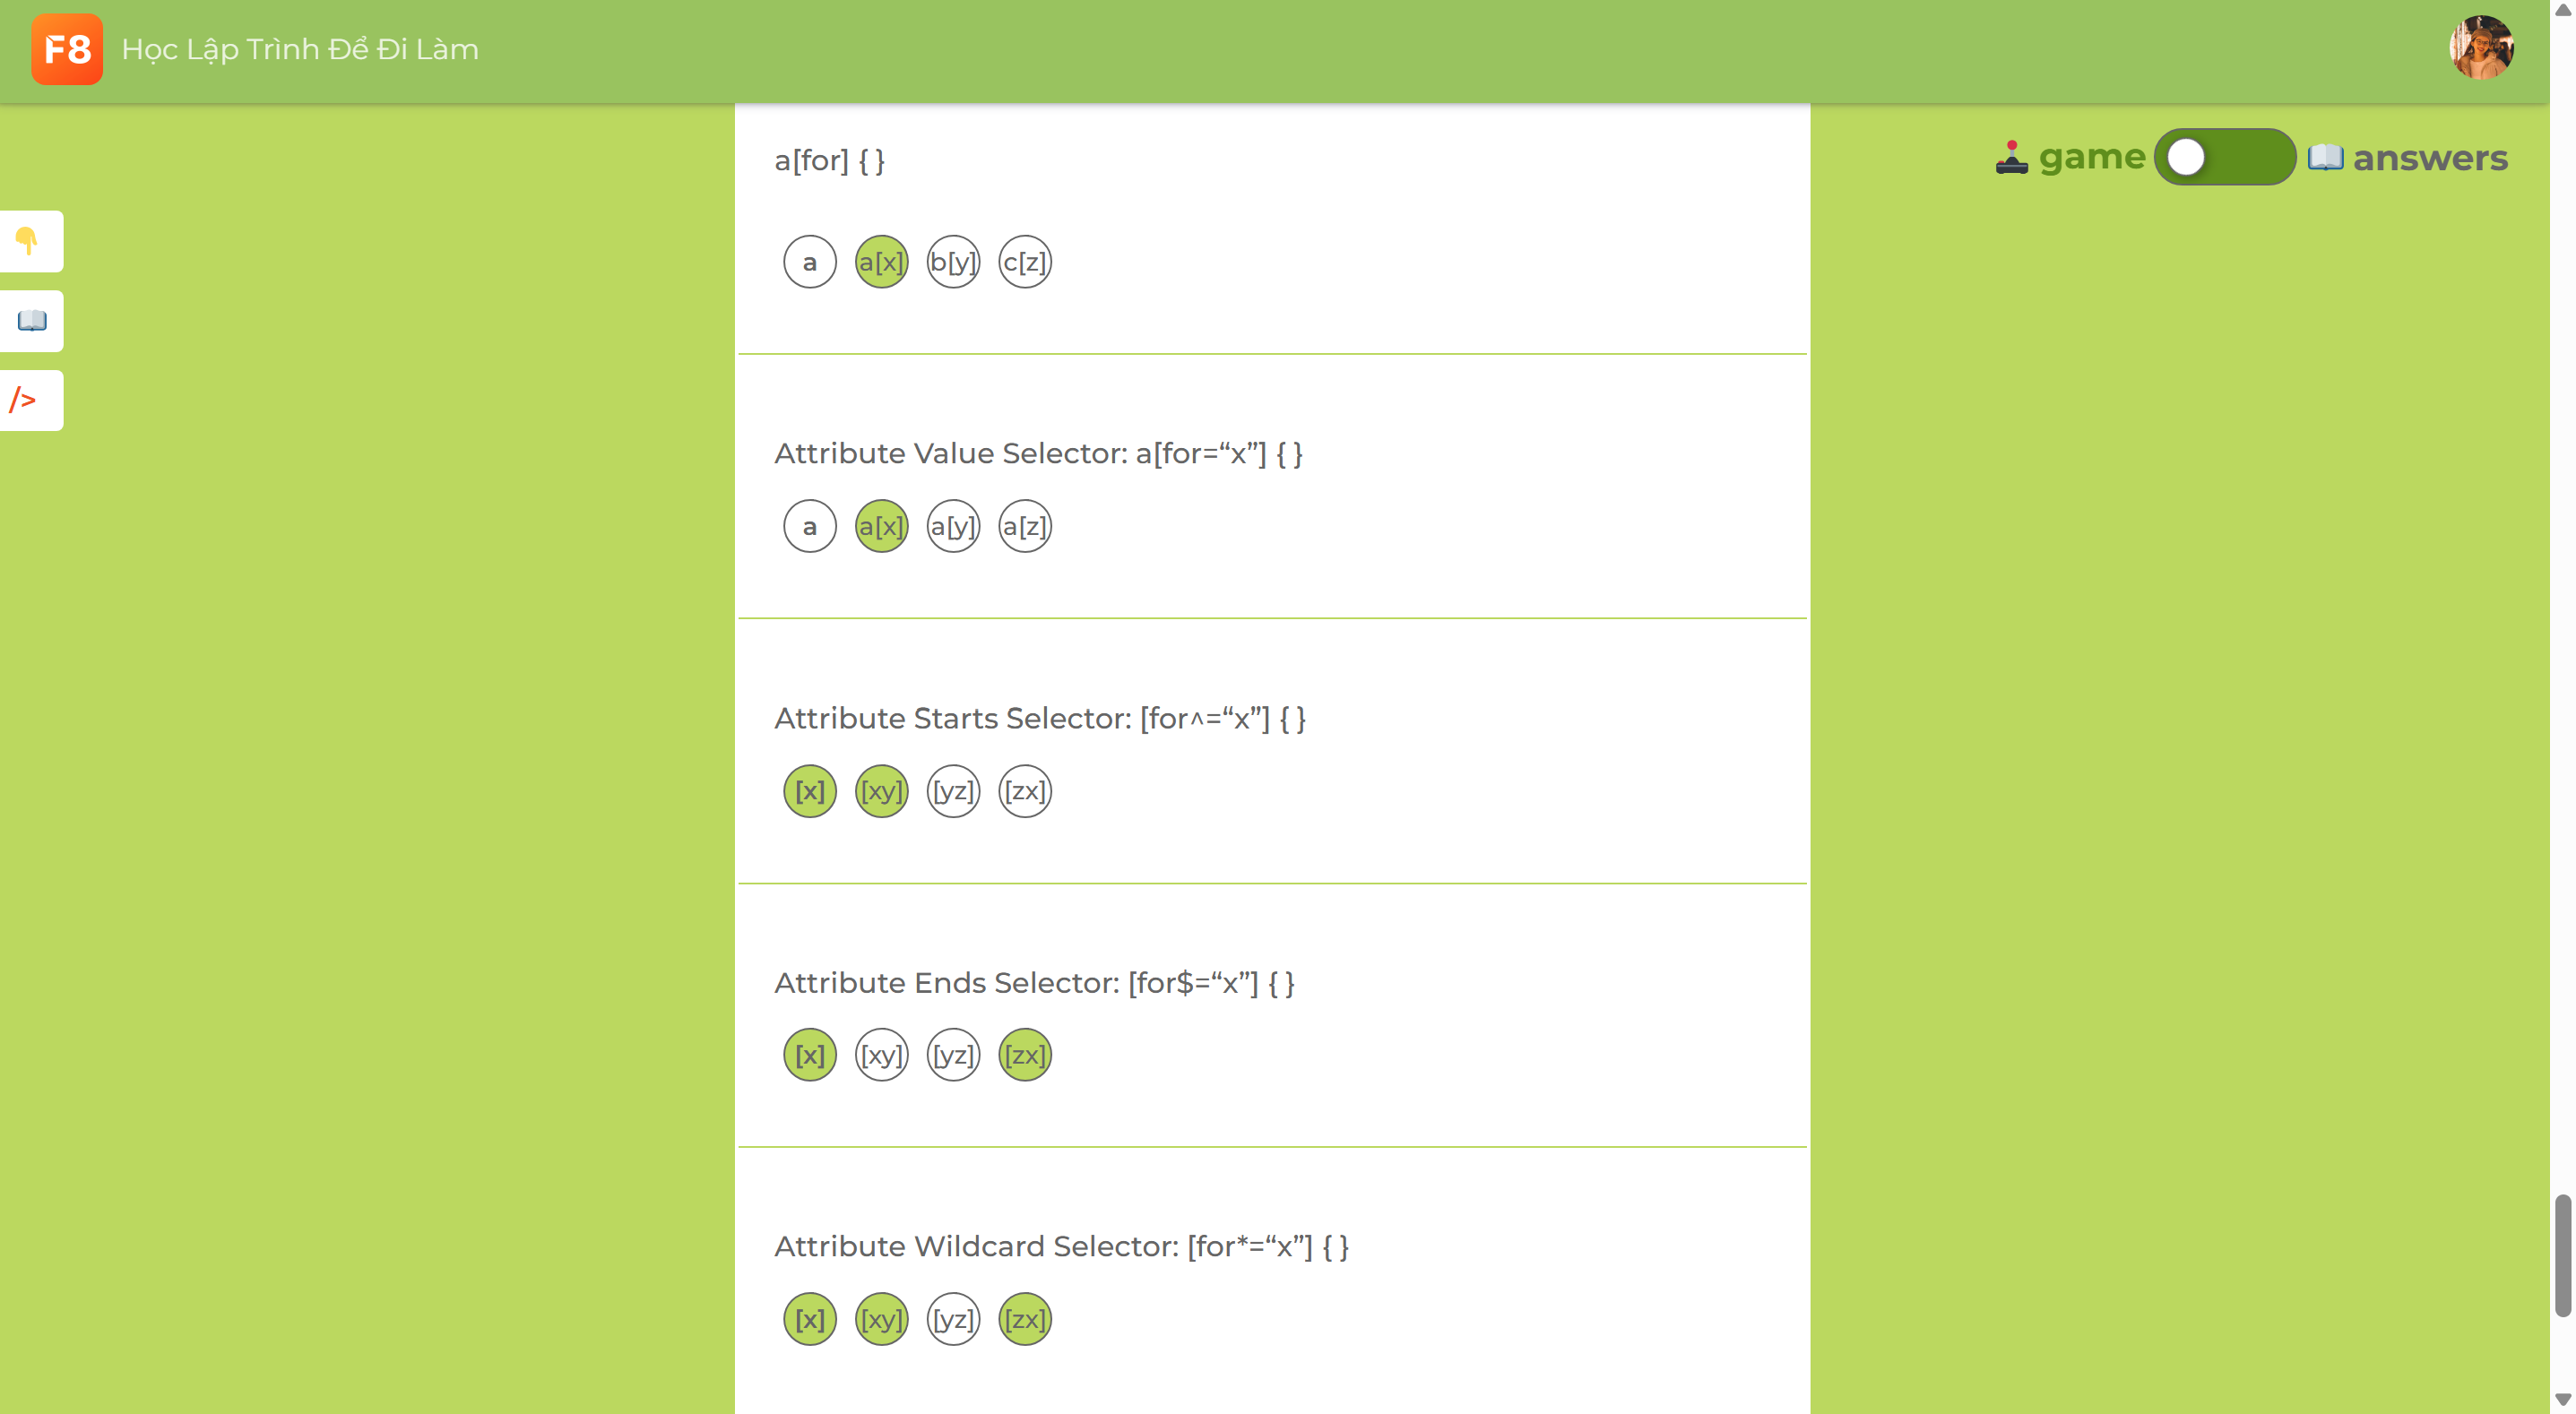 F8 Học Lập Trình Để Đi Làm
game answers
/>
a[for] { }
a a[x] b[y] c[z]
Attribute Value Selector: a[for=“x”] { }
a a[x] a[y] a[z]
Attribute Starts Selector: [for^=“x”] { }
[x] [xy] [yz] [zx]
Attribute Ends Selector: [for$=“x”] { }
[x] [xy] [yz] [zx]
Attribute Wildcard Selector: [for*=“x”] { }
[x] [xy] [yz] [zx]